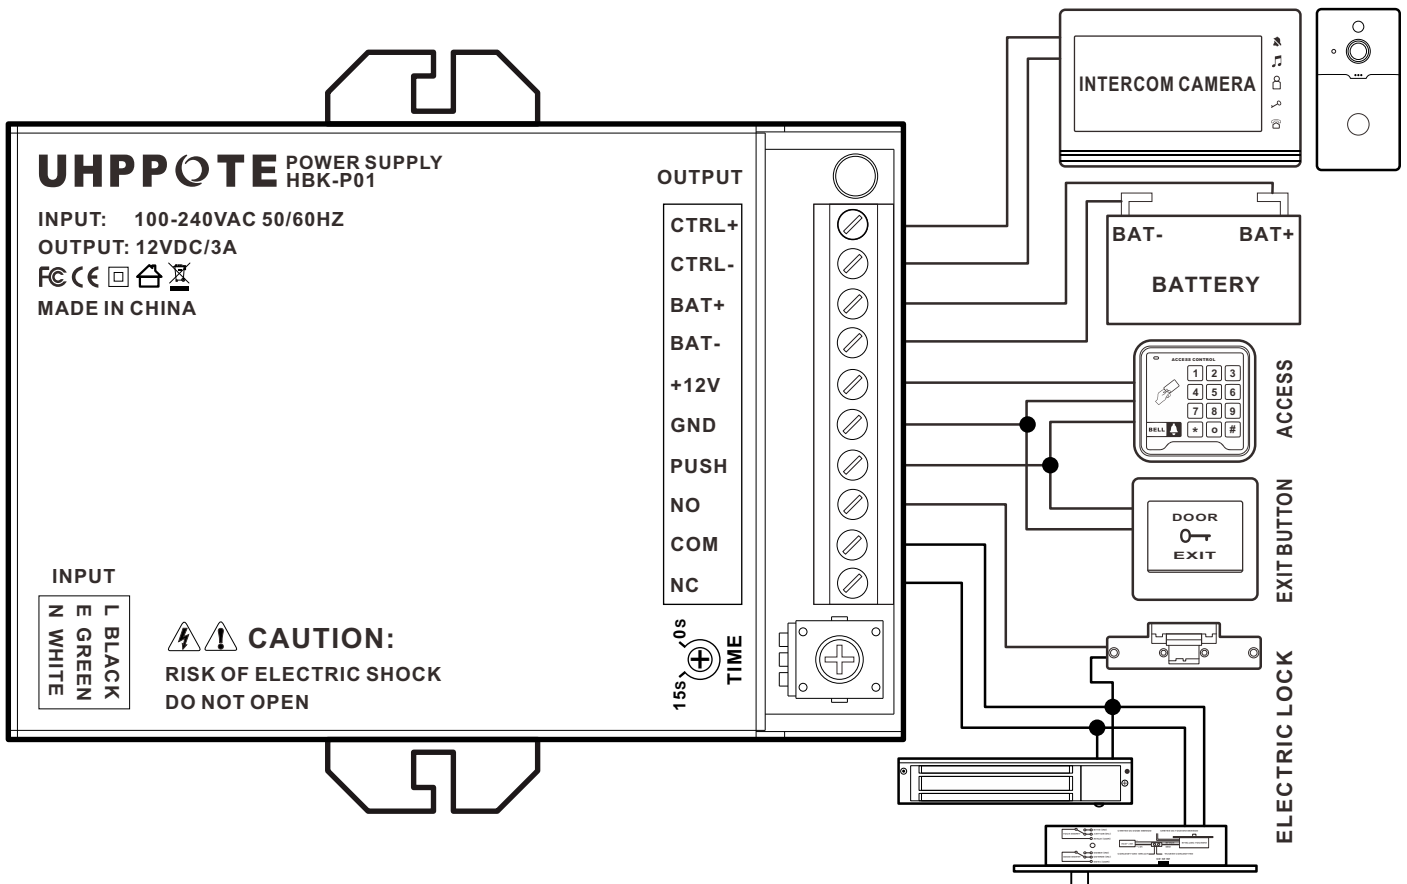 UHPPOTE POWER SUPPLY
HBK-P01
INPUT: 100-240VAC 50/60HZ
OUTPUT: 12VDC/3A
FC CE
MADE IN CHINA
INPUT
L BLACK
E GREEN
N WHITE
CAUTION:
RISK OF ELECTRIC SHOCK
DO NOT OPEN
OUTPUT
CTRL+
CTRL-
BAT+
BAT-
+12V
GND
PUSH
NO
COM
NC
0s
15s
TIME
INTERCOM CAMERA
BAT- BAT+
BATTERY
ACCESS CONTROL
1 2 3
4 5 6
7 8 9
BELL * 0 #
ACCESS
DOOR
EXIT
EXIT BUTTON
ELECTRIC LOCK